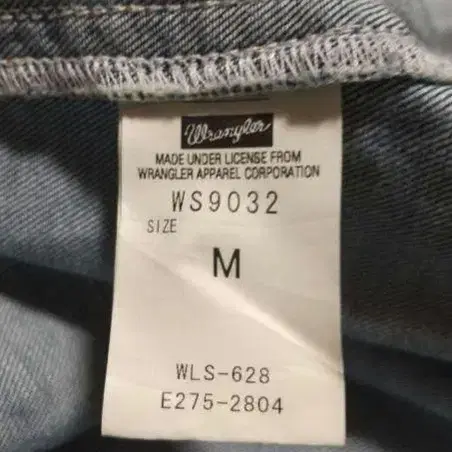 Wrangler
MADE UNDER LICENSE FROM
WRANGLER APPAREL CORPORATION
WS9032
SIZE
M
WLS-628
E275-2804